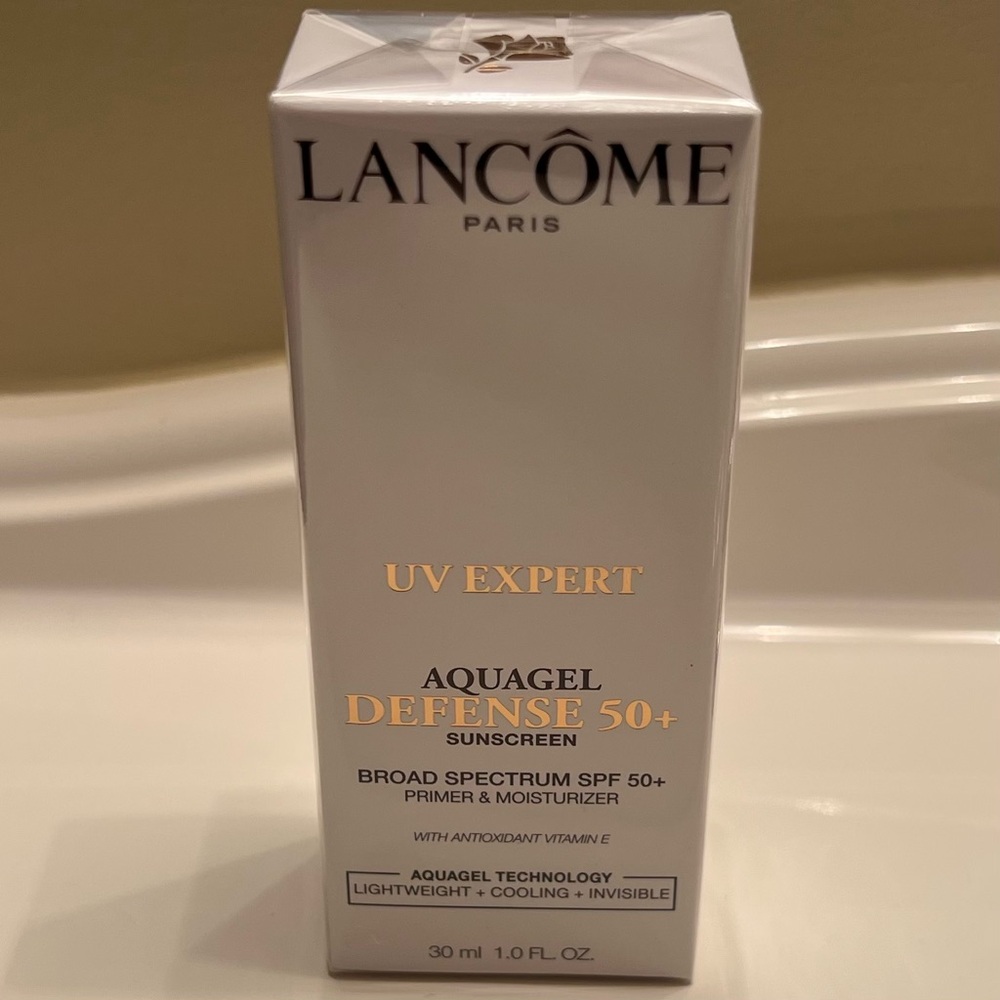 LANCÔME
PARIS
UV EXPERT
AQUAGEL
DEFENSE 50+
SUNSCREEN
BROAD SPECTRUM SPF 50+
PRIMER & MOISTURIZER
WITH ANTIOXIDANT VITAMIN E
AQUAGEL TECHNOLOGY
LIGHTWEIGHT + COOLING + INVISIBLE
30 ml 1.0 FL. OZ.